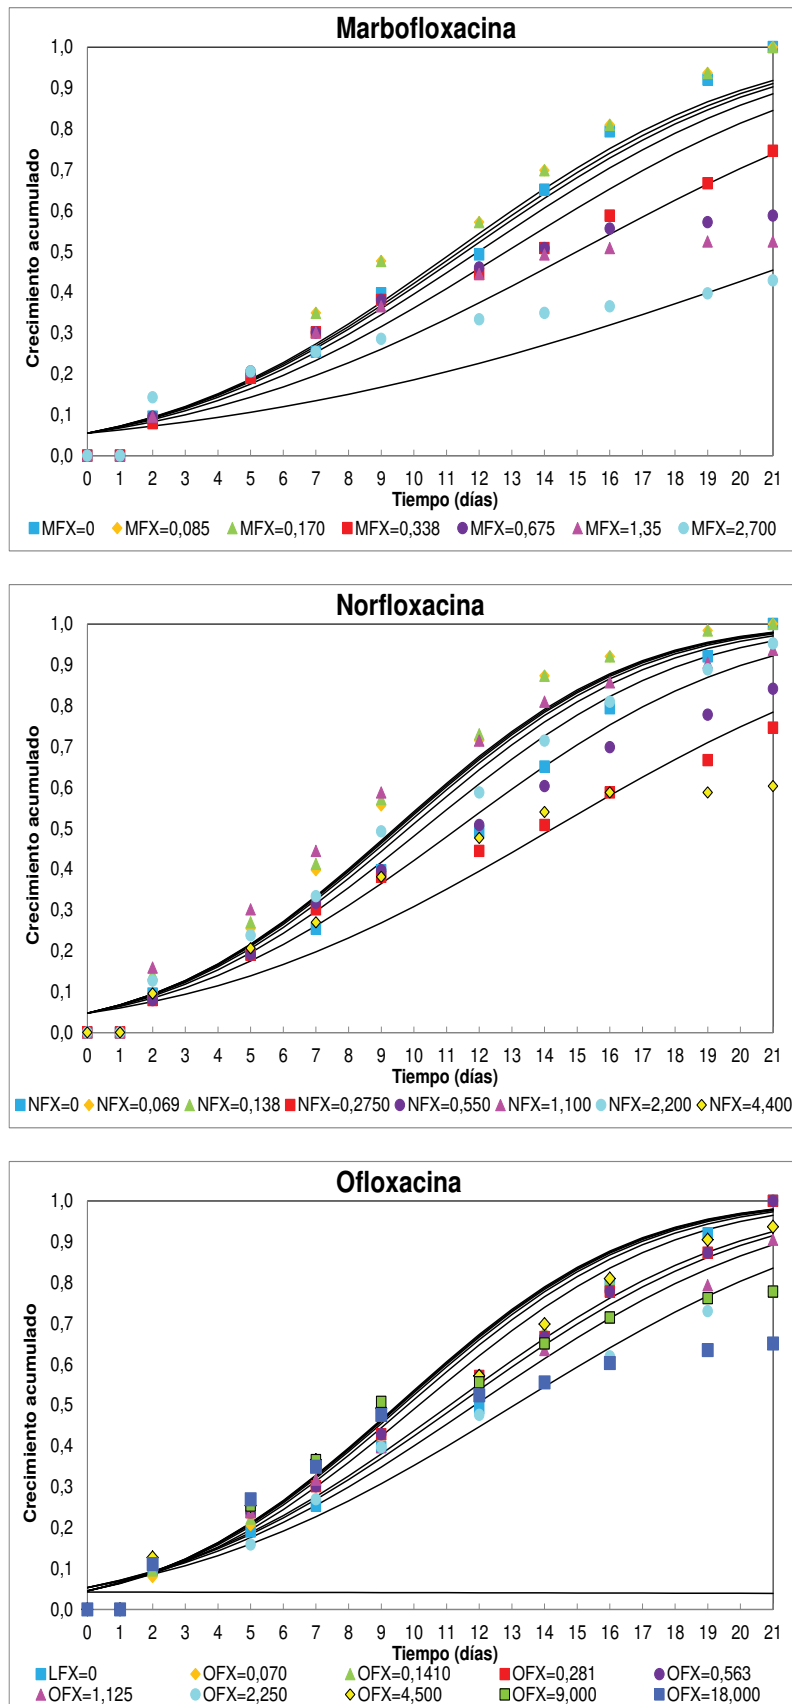 Marbofloxacina
1,0
0,9
0,8
0,7
0,6
0,5
0,4
0,3
0,2
0,1
0,0
Crecimiento acumulado
0 1 2 3 4 5 6 7 8 9 10 11 12 13 14 15 16 17 18 19 20 21
Tiempo (días)
MFX=0 MFX=0,085 MFX=0,170 MFX=0,338 MFX=0,675 MFX=1,35 MFX=2,700
Norfloxacina
1,0
0,9
0,8
0,7
0,6
0,5
0,4
0,3
0,2
0,1
0,0
Crecimiento acumulado
0 1 2 3 4 5 6 7 8 9 10 11 12 13 14 15 16 17 18 19 20 21
Tiempo (días)
NFX=0 NFX=0,069 NFX=0,138 NFX=0,2750 NFX=0,550 NFX=1,100 NFX=2,200 NFX=4,400
Ofloxacina
1,0
0,9
0,8
0,7
0,6
0,5
0,4
0,3
0,2
0,1
0,0
Crecimiento acumulado
0 1 2 3 4 5 6 7 8 9 10 11 12 13 14 15 16 17 18 19 20 21
Tiempo (días)
LFX=0 OFX=0,070 OFX=0,1410 OFX=0,281 OFX=0,563
OFX=1,125 OFX=2,250 OFX=4,500 OFX=9,000 OFX=18,000